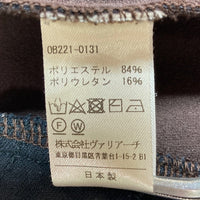 OB221-0131
ポリエステル 84%
ポリウレタン 16%
株式会社ヴァリアーチ
東京都目黒区青葉台1-15-2 B1
日本製